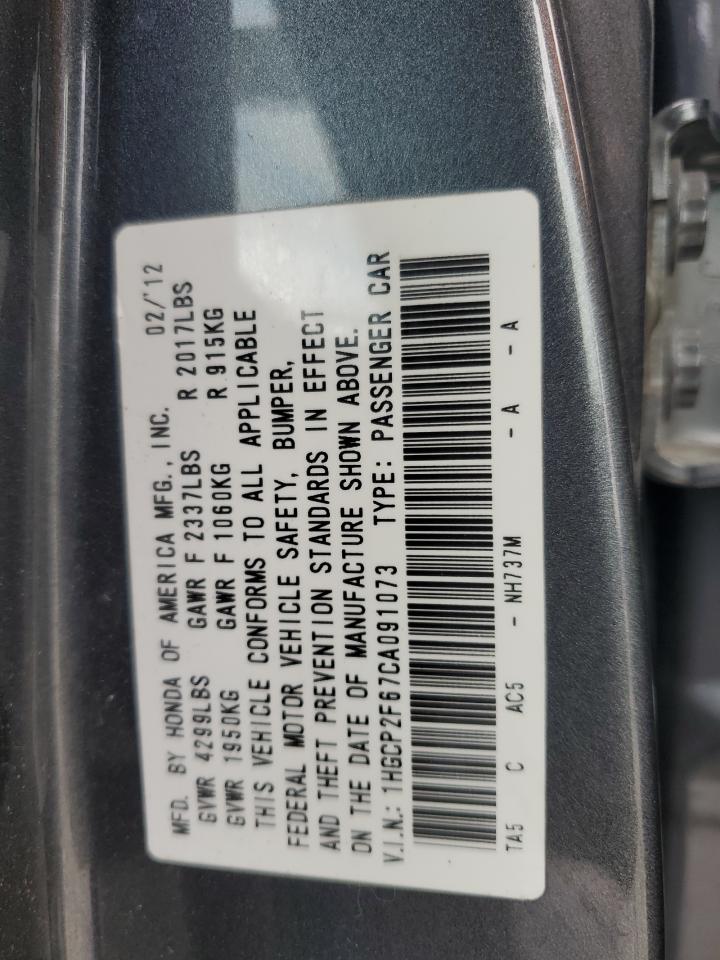 MFD. BY HONDA OF AMERICA MFG., INC. 02/'12
GVWR 4299LBS GAWR F 2337LBS R 2017LBS
GVWR 1950KG GAWR F 1060KG R 915KG
THIS VEHICLE CONFORMS TO ALL APPLICABLE
FEDERAL MOTOR VEHICLE SAFETY, BUMPER,
AND THEFT PREVENTION STANDARDS IN EFFECT
ON THE DATE OF MANUFACTURE SHOWN ABOVE.
V.I.N.: 1HGCP2F67CA091073 TYPE: PASSENGER CAR
TA5 C AC5 - NH737M - A - A